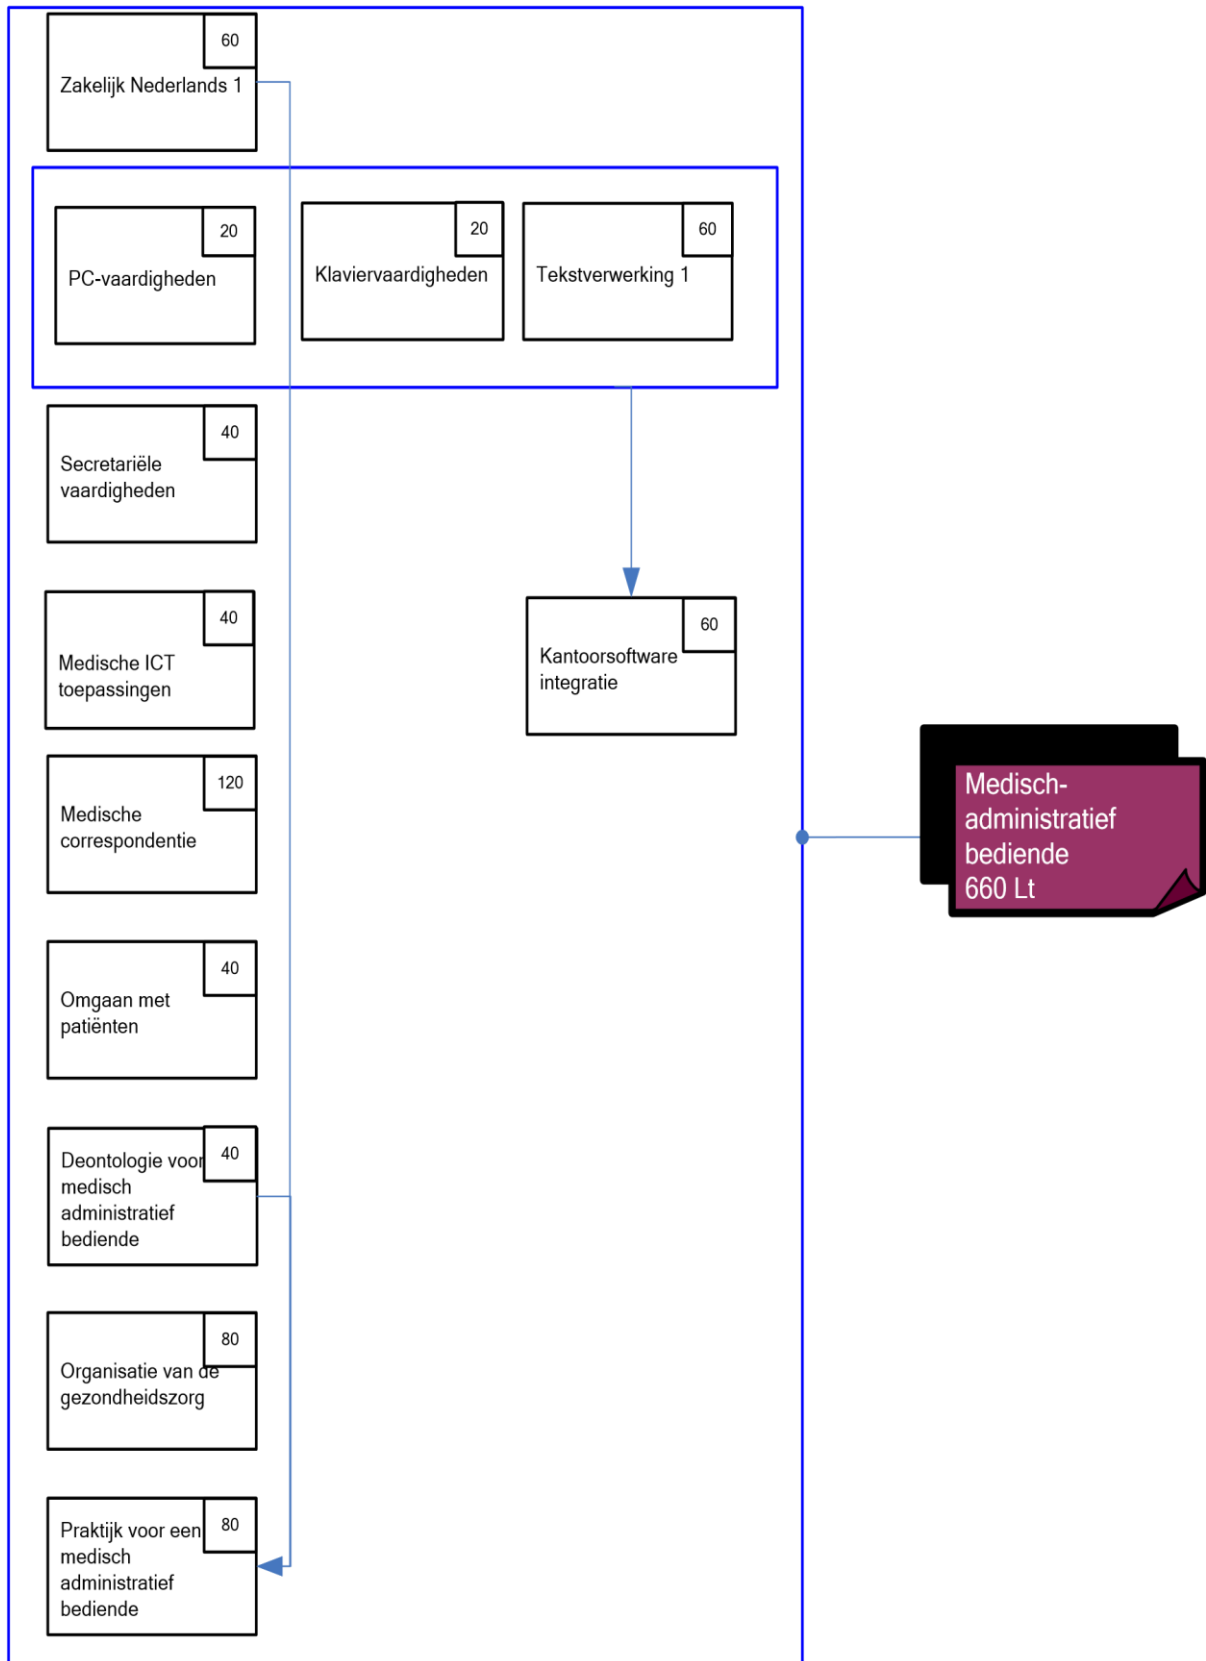 60
Zakelijk Nederlands 1
20
PC-vaardigheden
20
Klaviervaardigheden
60
Tekstverwerking 1
40
Secretariële
vaardigheden
40
Medische ICT
toepassingen
60
Kantoorsoftware
integratie
120
Medische
correspondentie
Medisch-
administratief
bediende
660 Lt
40
Omgaan met
patiënten
40
Deontologie voor
medisch
administratief
bediende
80
Organisatie van de
gezondheidszorg
80
Praktijk voor een
medisch
administratief
bediende